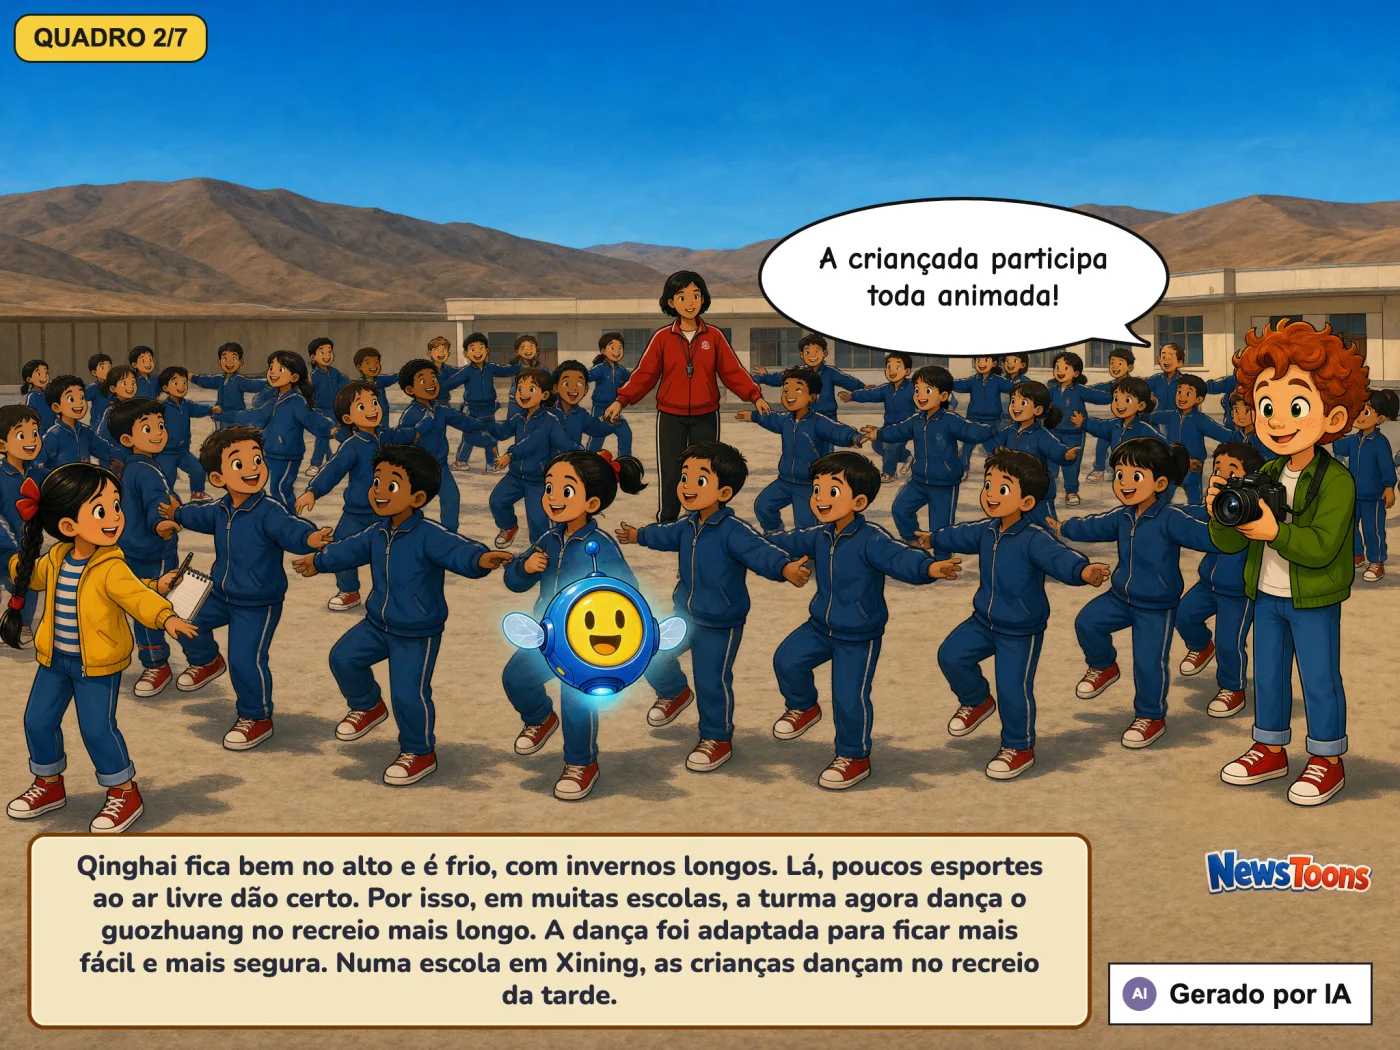 QUADRO 2/7
A criançada participa
toda animada!
Qinghai fica bem no alto e é frio, com invernos longos. Lá, poucos esportes
ao ar livre dão certo. Por isso, em muitas escolas, a turma agora dança o
guozhuang no recreio mais longo. A dança foi adaptada para ficar mais
fácil e mais segura. Numa escola em Xining, as crianças dançam no recreio
da tarde.
NewsToons
AI Gerado por IA